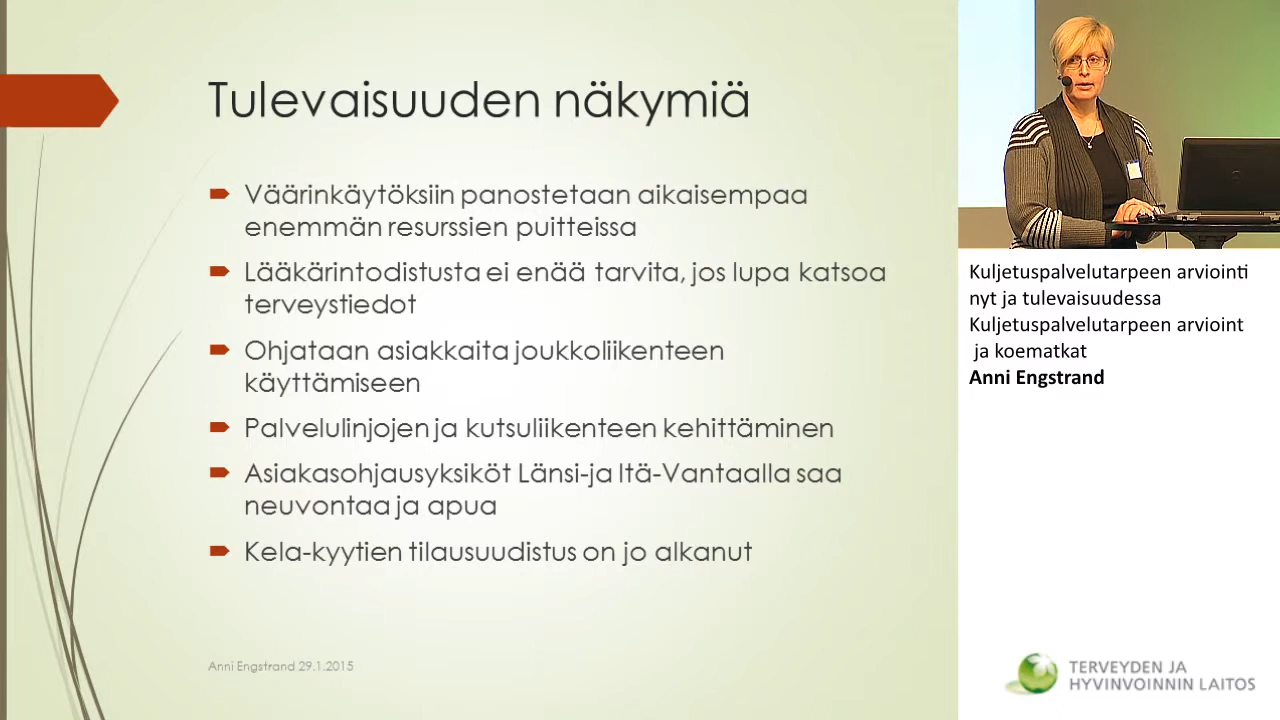 Tulevaisuuden näkymiä
Väärinkäytöksiin panostetaan aikaisempaa
enemmän resurssien puitteissa
Lääkärintodistusta ei enää tarvita, jos lupa katsoa
terveystiedot
Ohjataan asiakkaita joukkoliikenteen
käyttämiseen
Palvelulinjojen ja kutsuliikenteen kehittäminen
Asiakasohjausyksiköt Länsi-ja Itä-Vantaalla saa
neuvontaa ja apua
Kela-kyytien tilausuudistus on jo alkanut
Anni Engstrand 29.1.2015
Kuljetuspalvelutarpeen arviointi
nyt ja tulevaisuudessa
Kuljetuspalvelutarpeen arvioint
ja koematkat
Anni Engstrand
TERVEYDEN JA
HYVINVOINNIN LAITOS